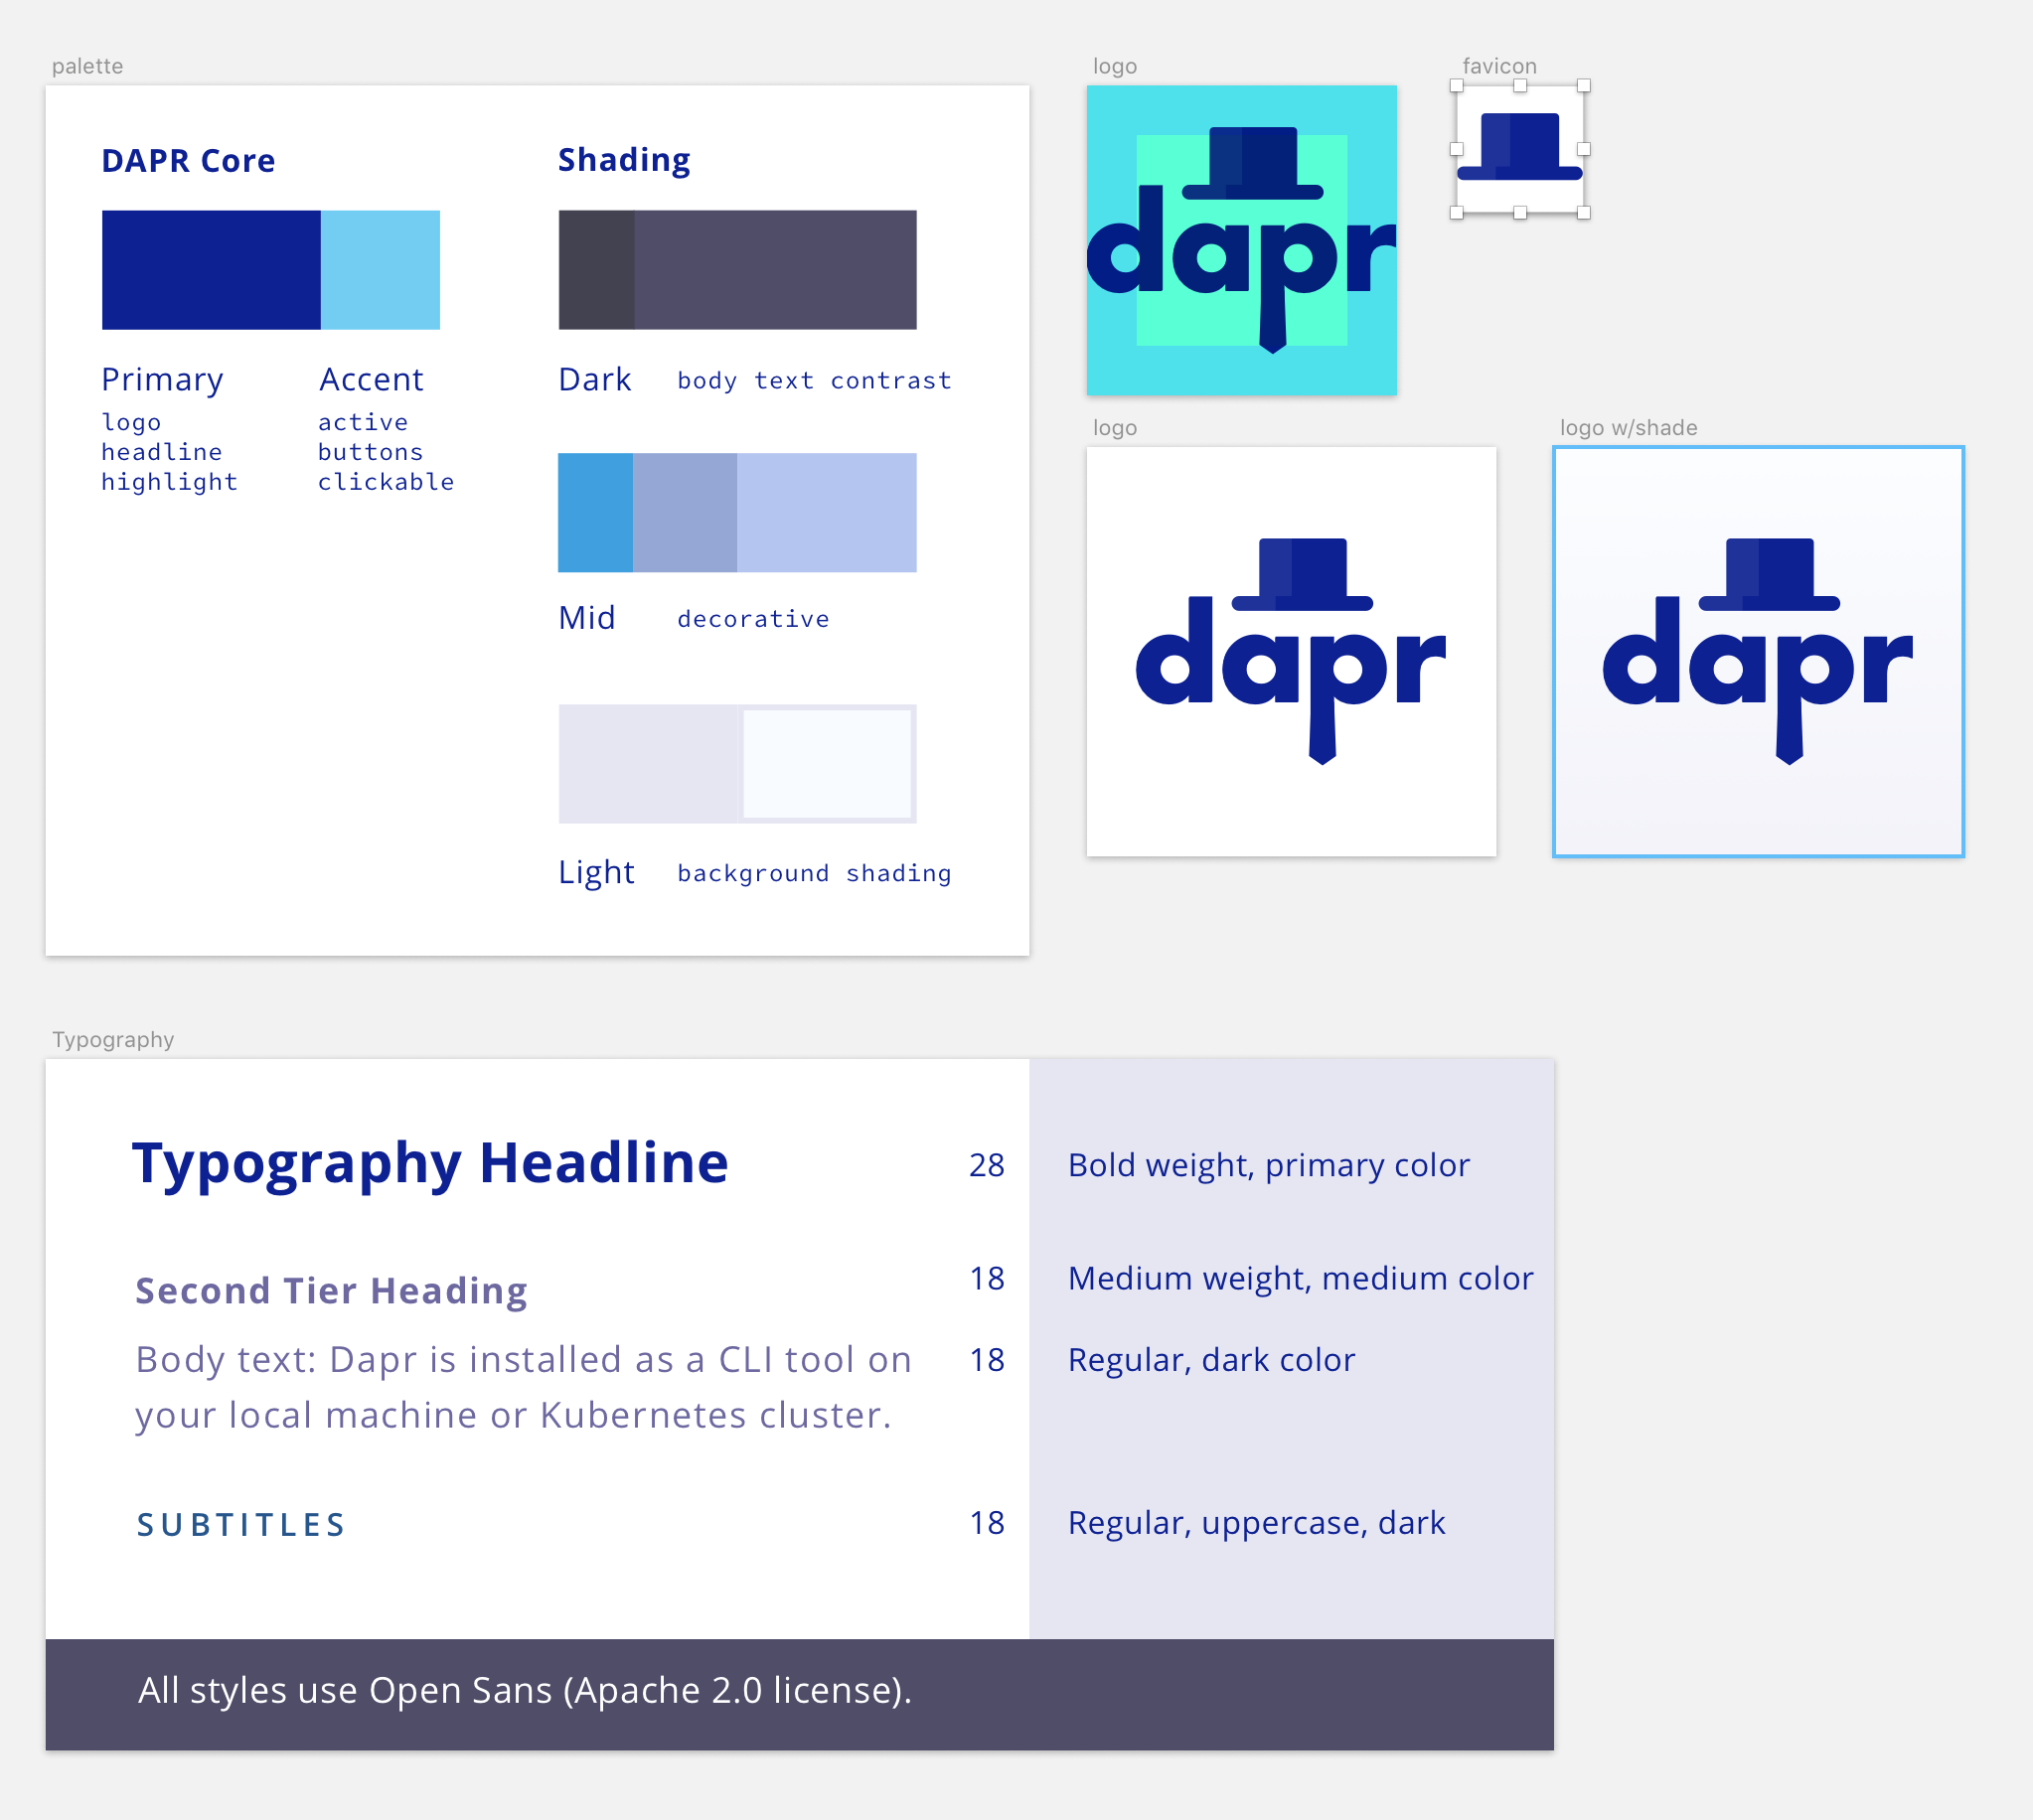 palette
DAPR Core
Primary
logo
headline
highlight
Accent
active
buttons
clickable
Shading
Dark body text contrast
Mid decorative
Light background shading
logo
dapr
favicon
logo
dapr
logo w/shade
dapr
Typography
Typography Headline 28 Bold weight, primary color
Second Tier Heading 18 Medium weight, medium color
Body text: Dapr is installed as a CLI tool on 18 Regular, dark color
your local machine or Kubernetes cluster.
SUBTITLES 18 Regular, uppercase, dark
All styles use Open Sans (Apache 2.0 license).